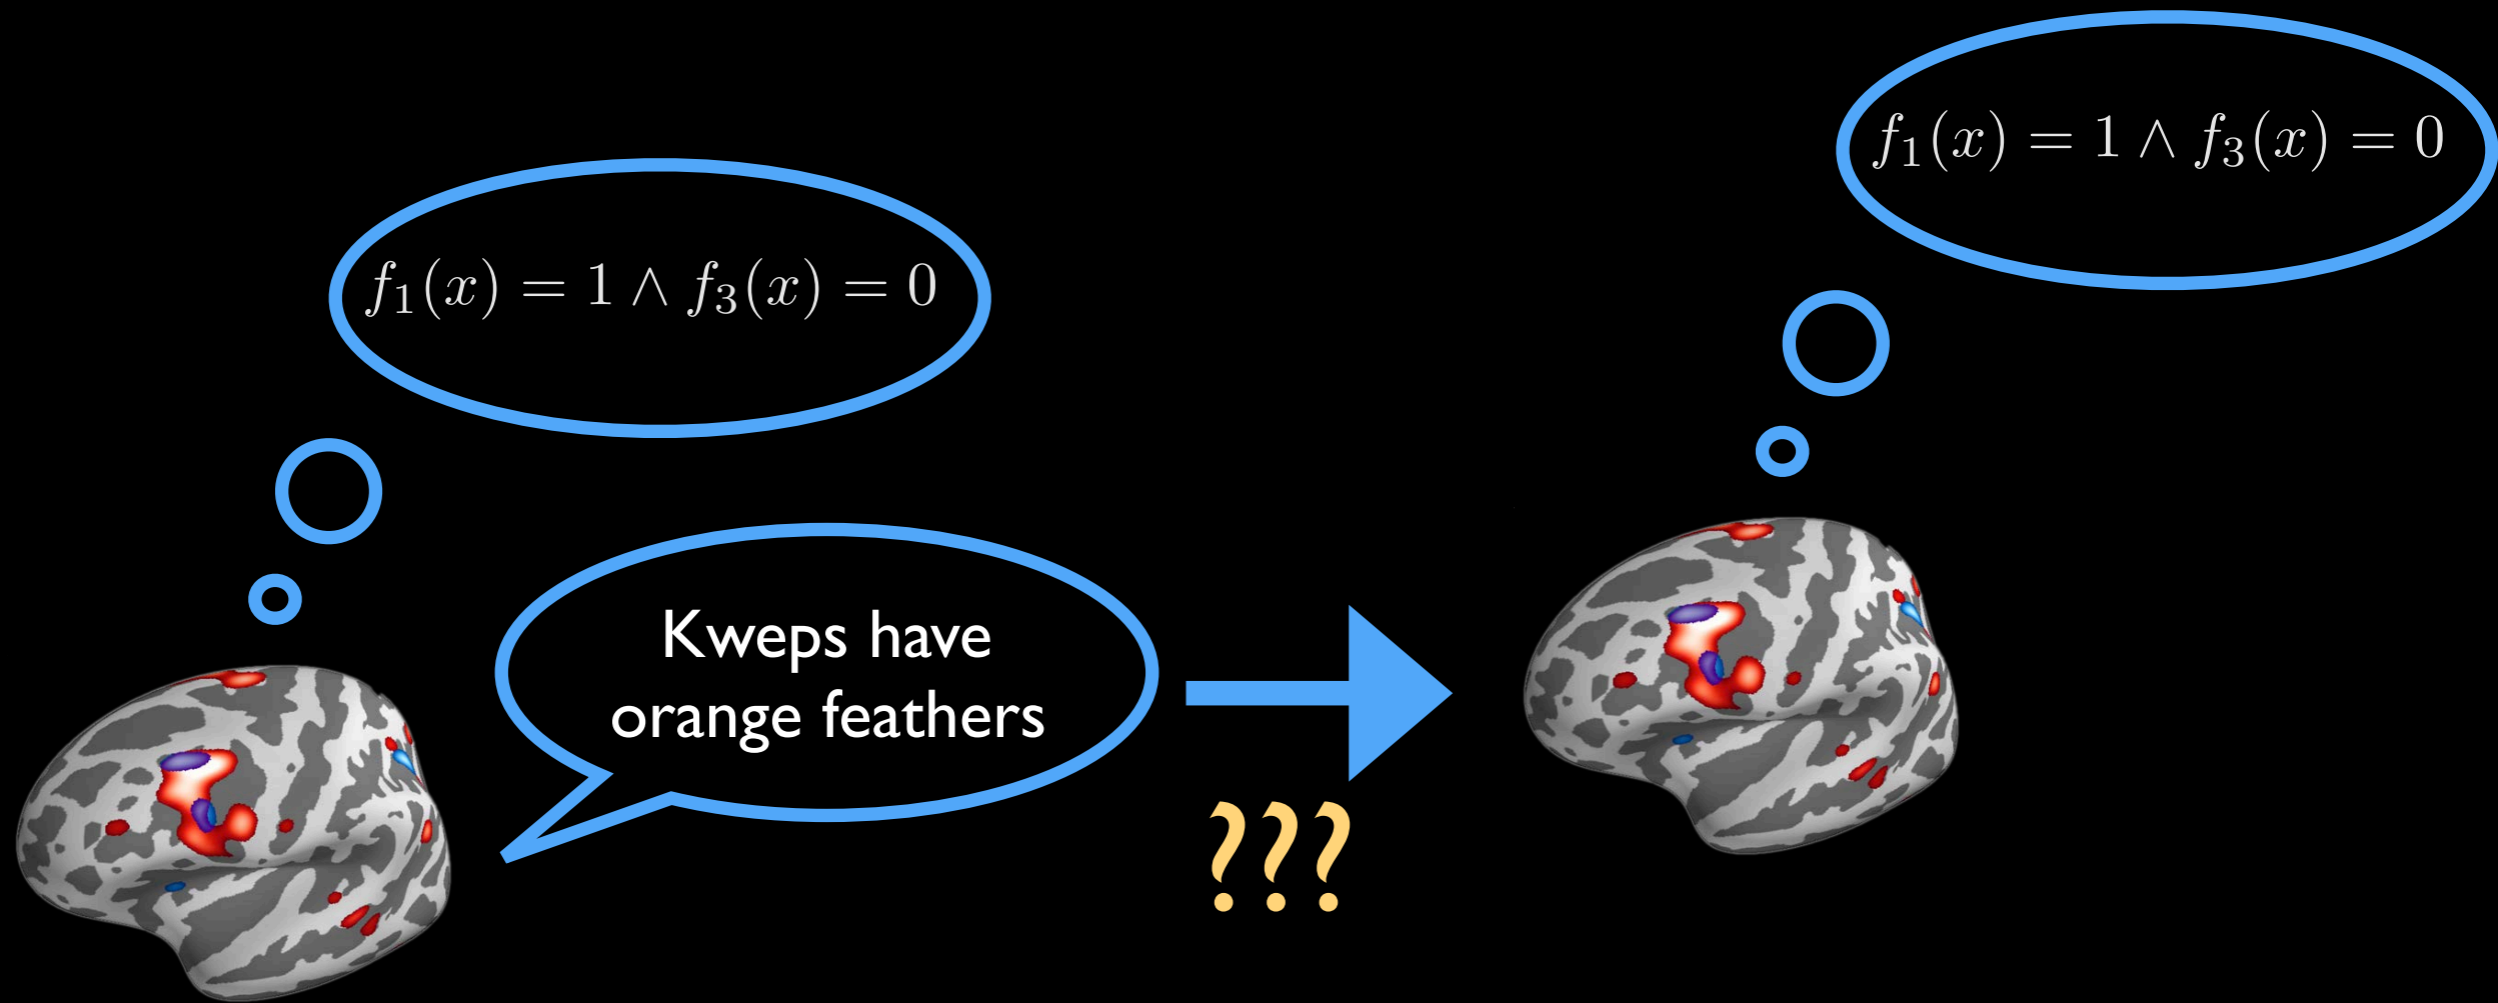 f₁(x) = 1 ∧ f₃(x) = 0
f₁(x) = 1 ∧ f₃(x) = 0
Kweps have
orange feathers
???